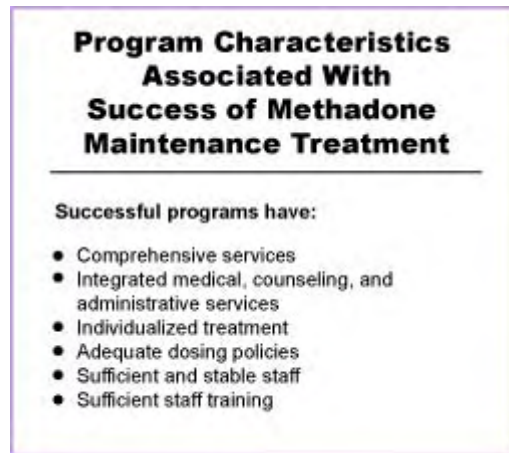 Program Characteristics
Associated With
Success of Methadone
Maintenance Treatment
Successful programs have:
● Comprehensive services
● Integrated medical, counseling, and
administrative services
● Individualized treatment
● Adequate dosing policies
● Sufficient and stable staff
● Sufficient staff training